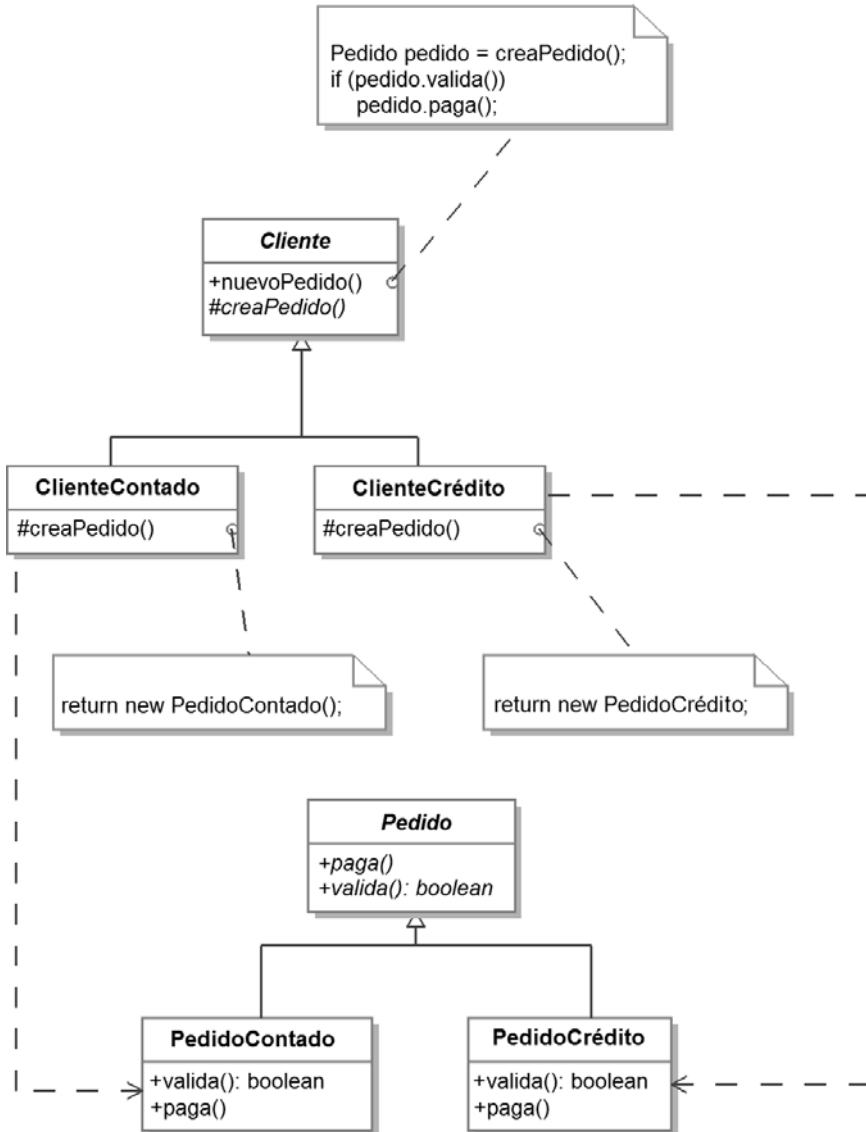 Pedido pedido = creaPedido();
if (pedido.valida())
pedido.paga();
Cliente
+nuevoPedido()
#creaPedido()
ClienteContado
#creaPedido()
ClienteCrédito
#creaPedido()
return new PedidoContado();
return new PedidoCrédito;
Pedido
+paga()
+valida(): boolean
PedidoContado
+valida(): boolean
+paga()
PedidoCrédito
+valida(): boolean
+paga()